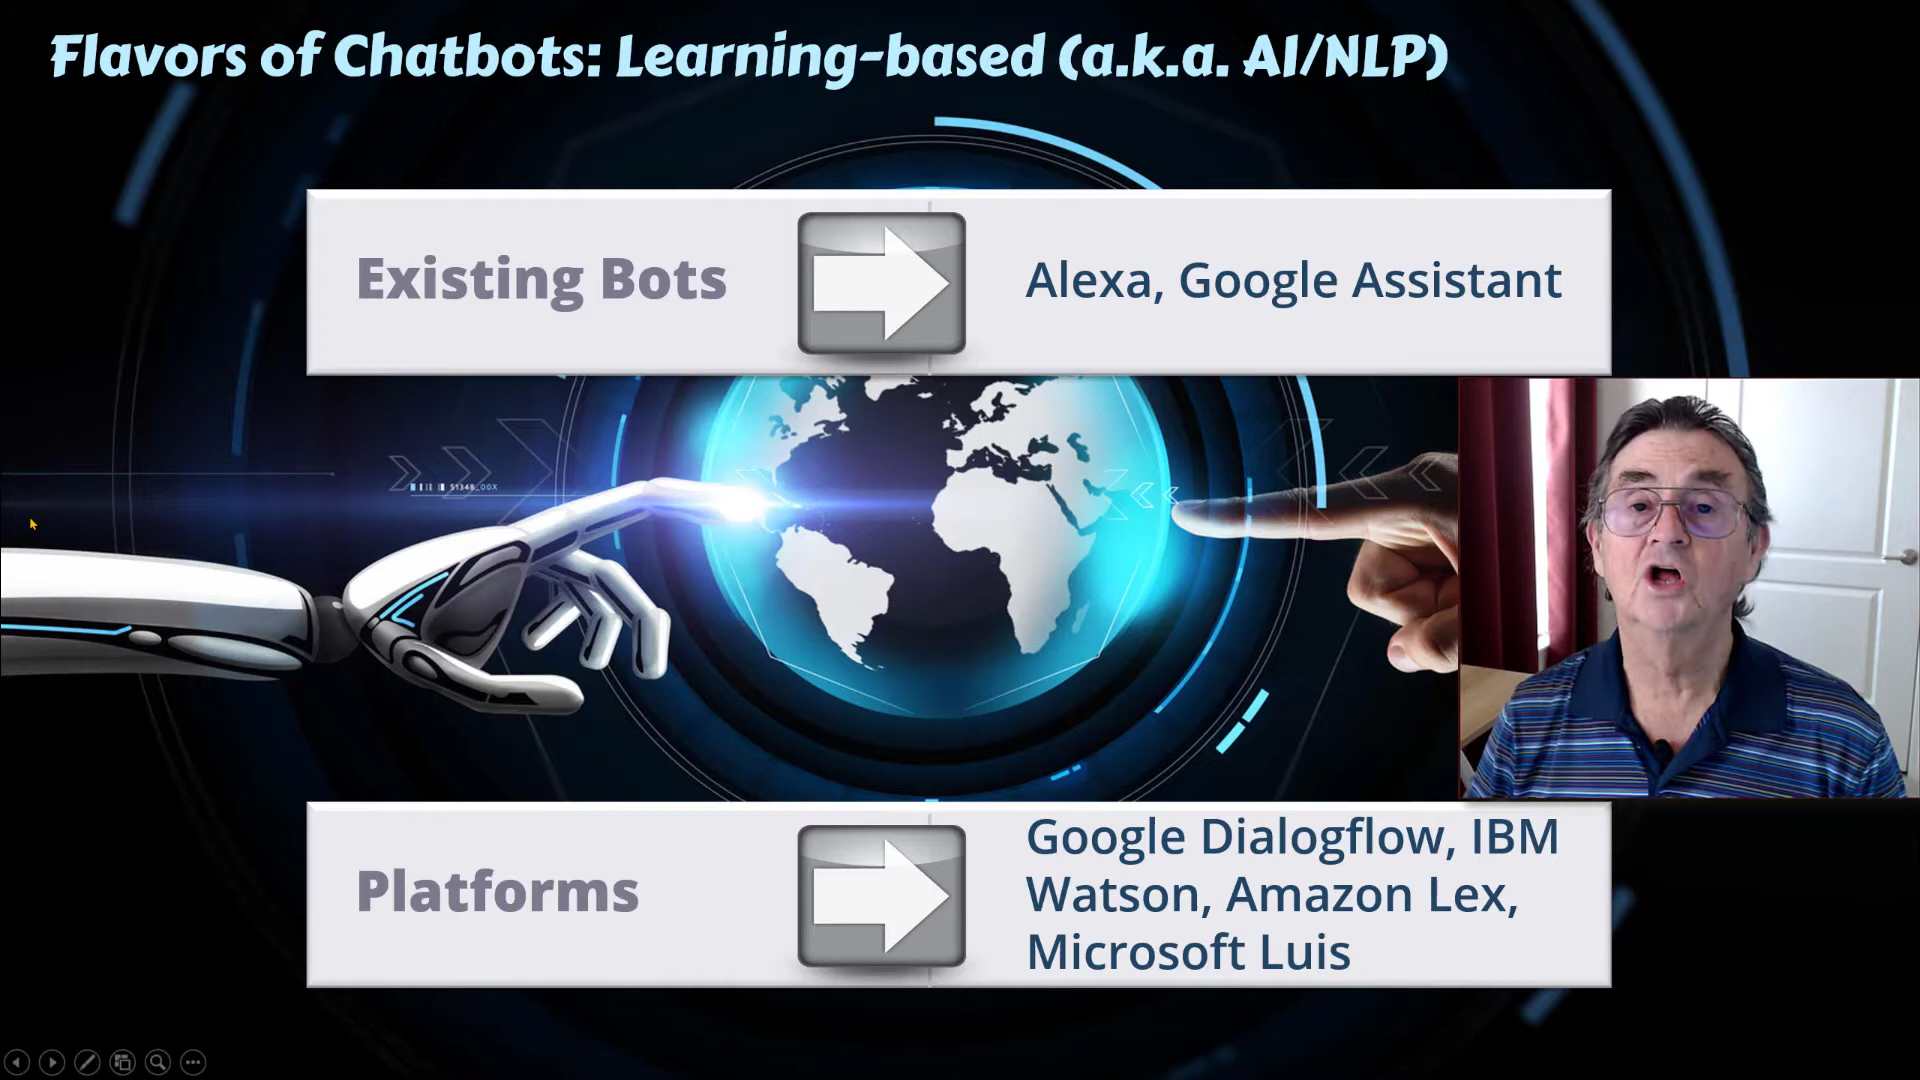 Flavors of Chatbots: Learning-based (a.k.a. AI/NLP)
Existing Bots
Alexa, Google Assistant
51348_00X
Platforms
Google Dialogflow, IBM
Watson, Amazon Lex,
Microsoft Luis